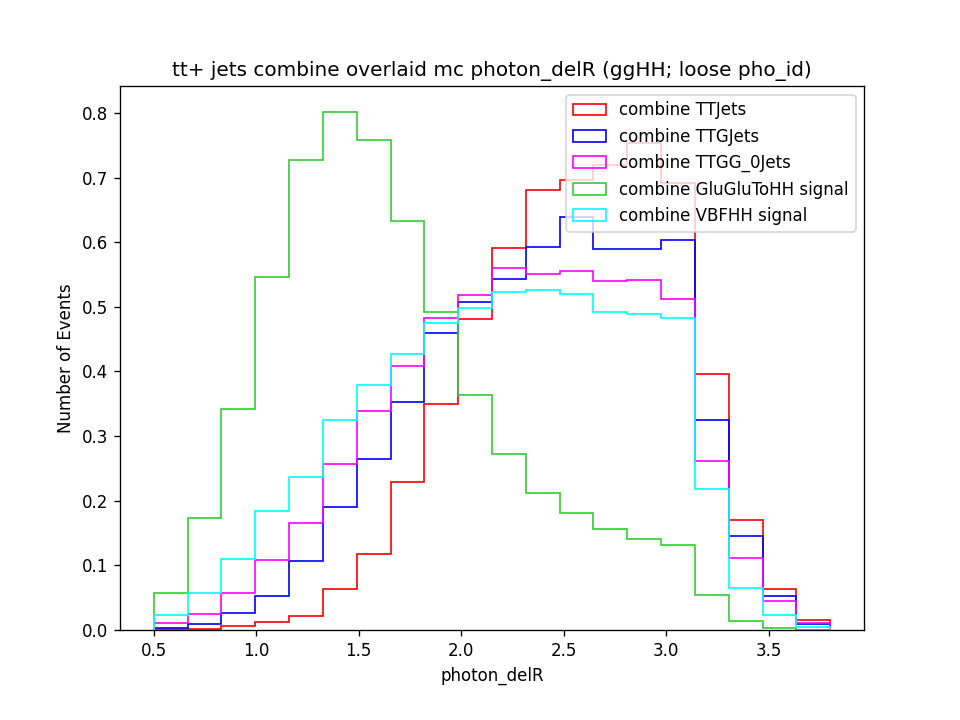 tt+ jets combine overlaid mc photon_delR (ggHH; loose pho_id)
combine TTJets
combine TTGJets
combine TTGG_0Jets
combine GluGluToHH signal
combine VBFHH signal
Number of Events
0.8
0.7
0.6
0.5
0.4
0.3
0.2
0.1
0.0
0.5 1.0 1.5 2.0 2.5 3.0 3.5
photon_delR